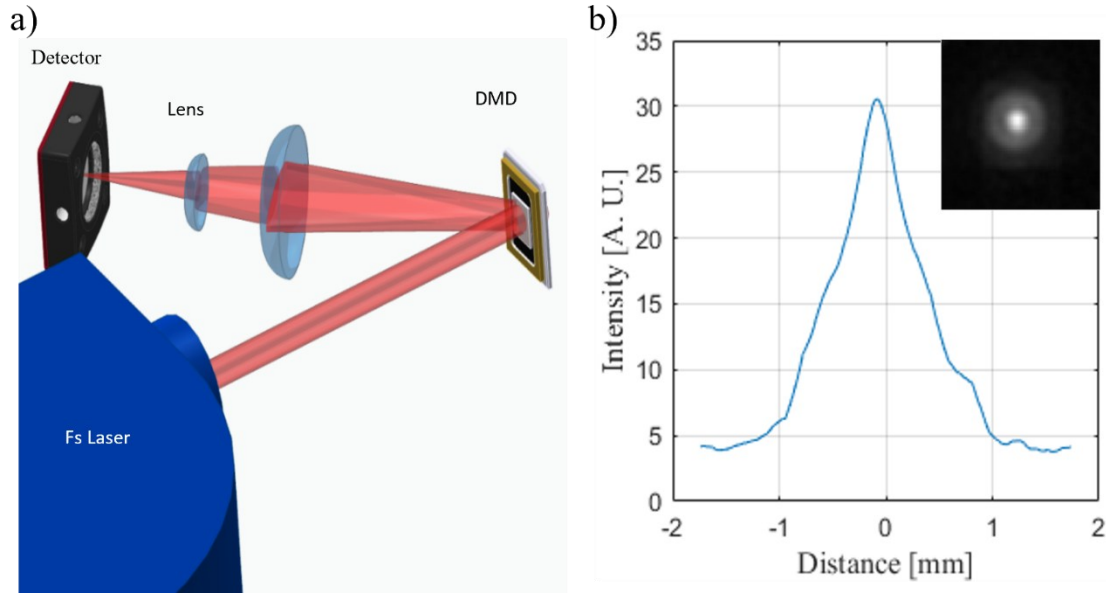 a)
Detector
Lens
DMD
Fs Laser
b)
35
30
25
20
15
10
5
0
-2
-1
0
1
2
Intensity [A. U.]
Distance [mm]